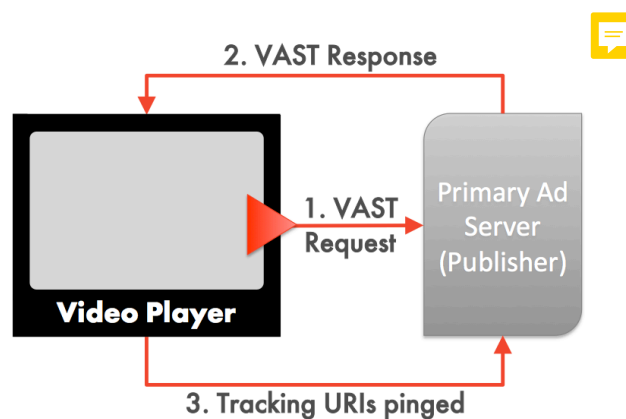 2. VAST Response
1. VAST
Request
Primary Ad
Server
(Publisher)
Video Player
3. Tracking URIs pinged